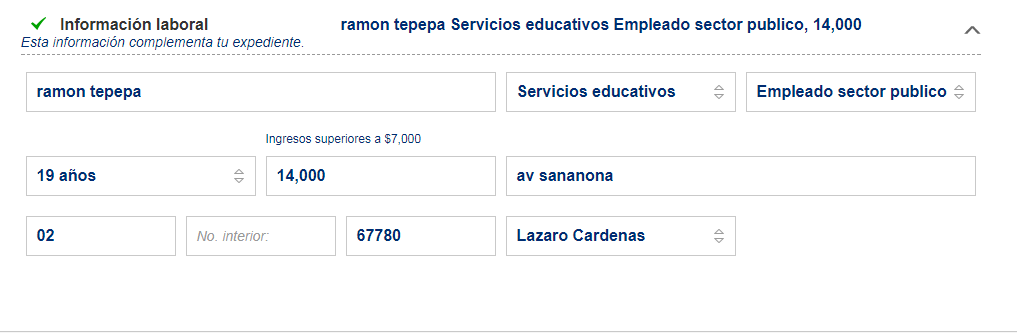 Información laboral
ramon tepepa Servicios educativos Empleado sector publico, 14,000
Esta información complementa tu expediente.
ramon tepepa
Servicios educativos
Empleado sector publico
Ingresos superiores a $7,000
19 años
14,000
av sananona
02
No. interior:
67780
Lazaro Cardenas